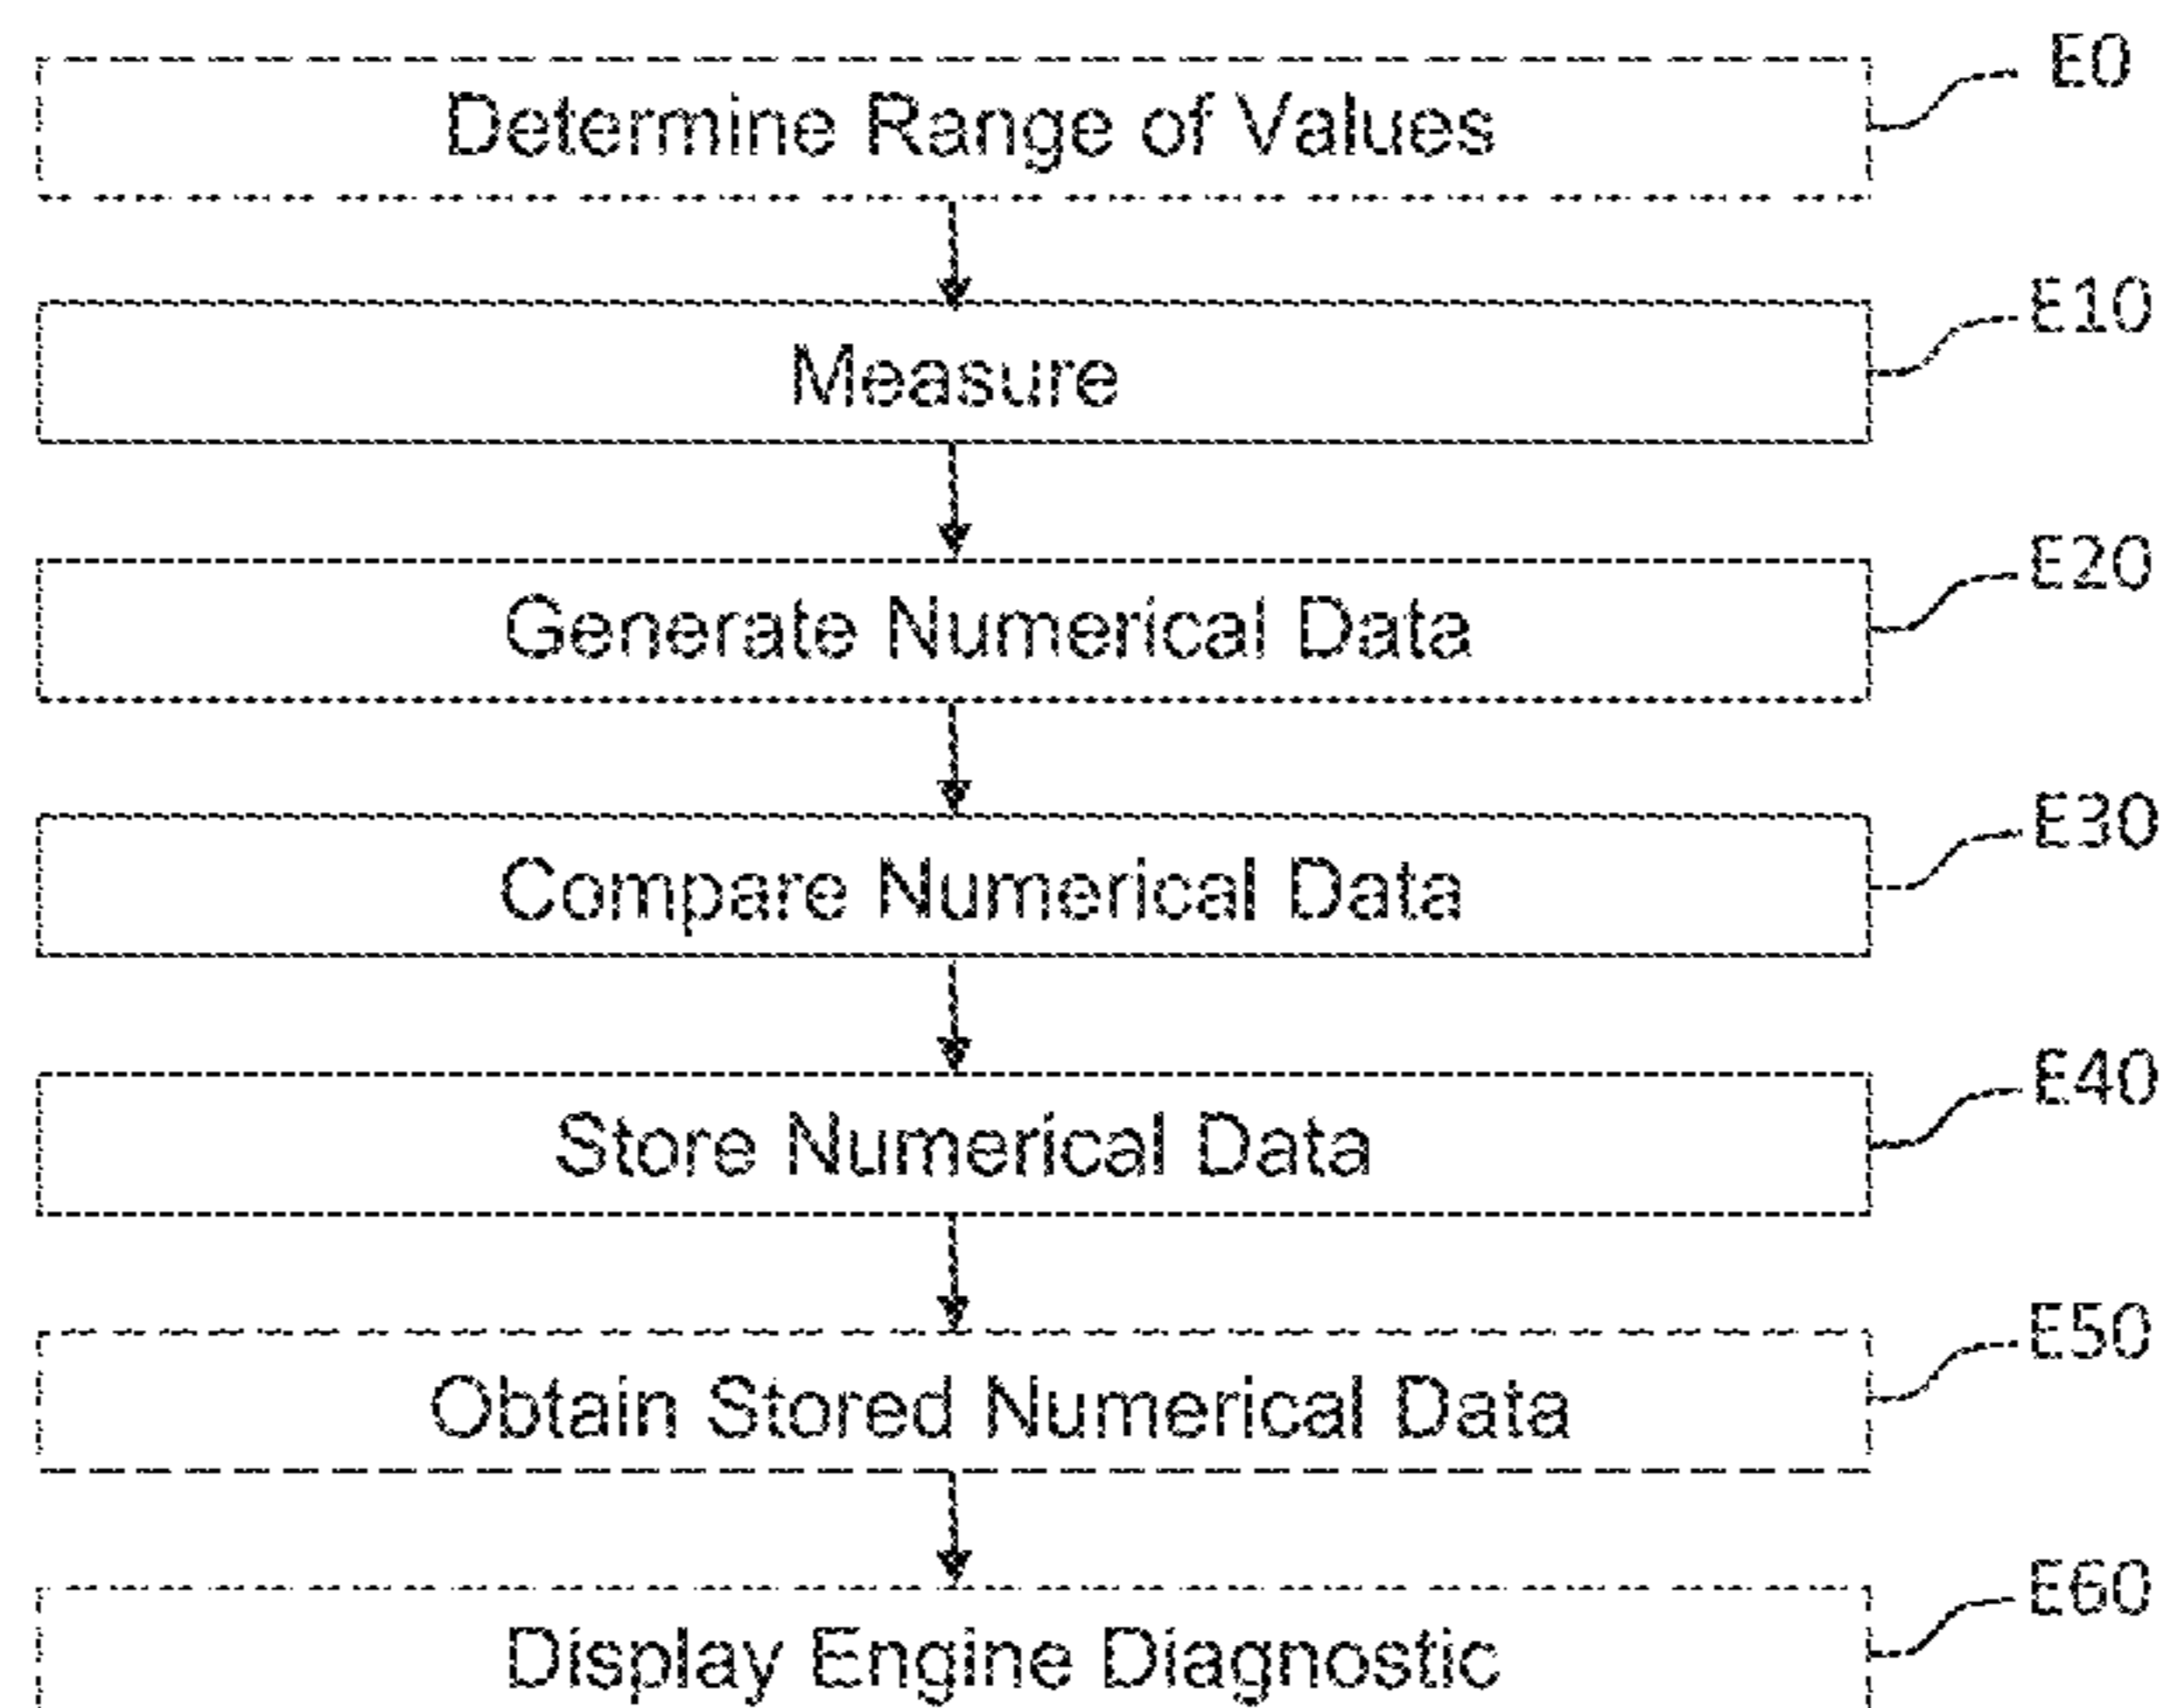 Determine Range of Values E0
Measure E10
Generate Numerical Data E20
Compare Numerical Data E30
Store Numerical Data E40
Obtain Stored Numerical Data E50
Display Engine Diagnostic E60